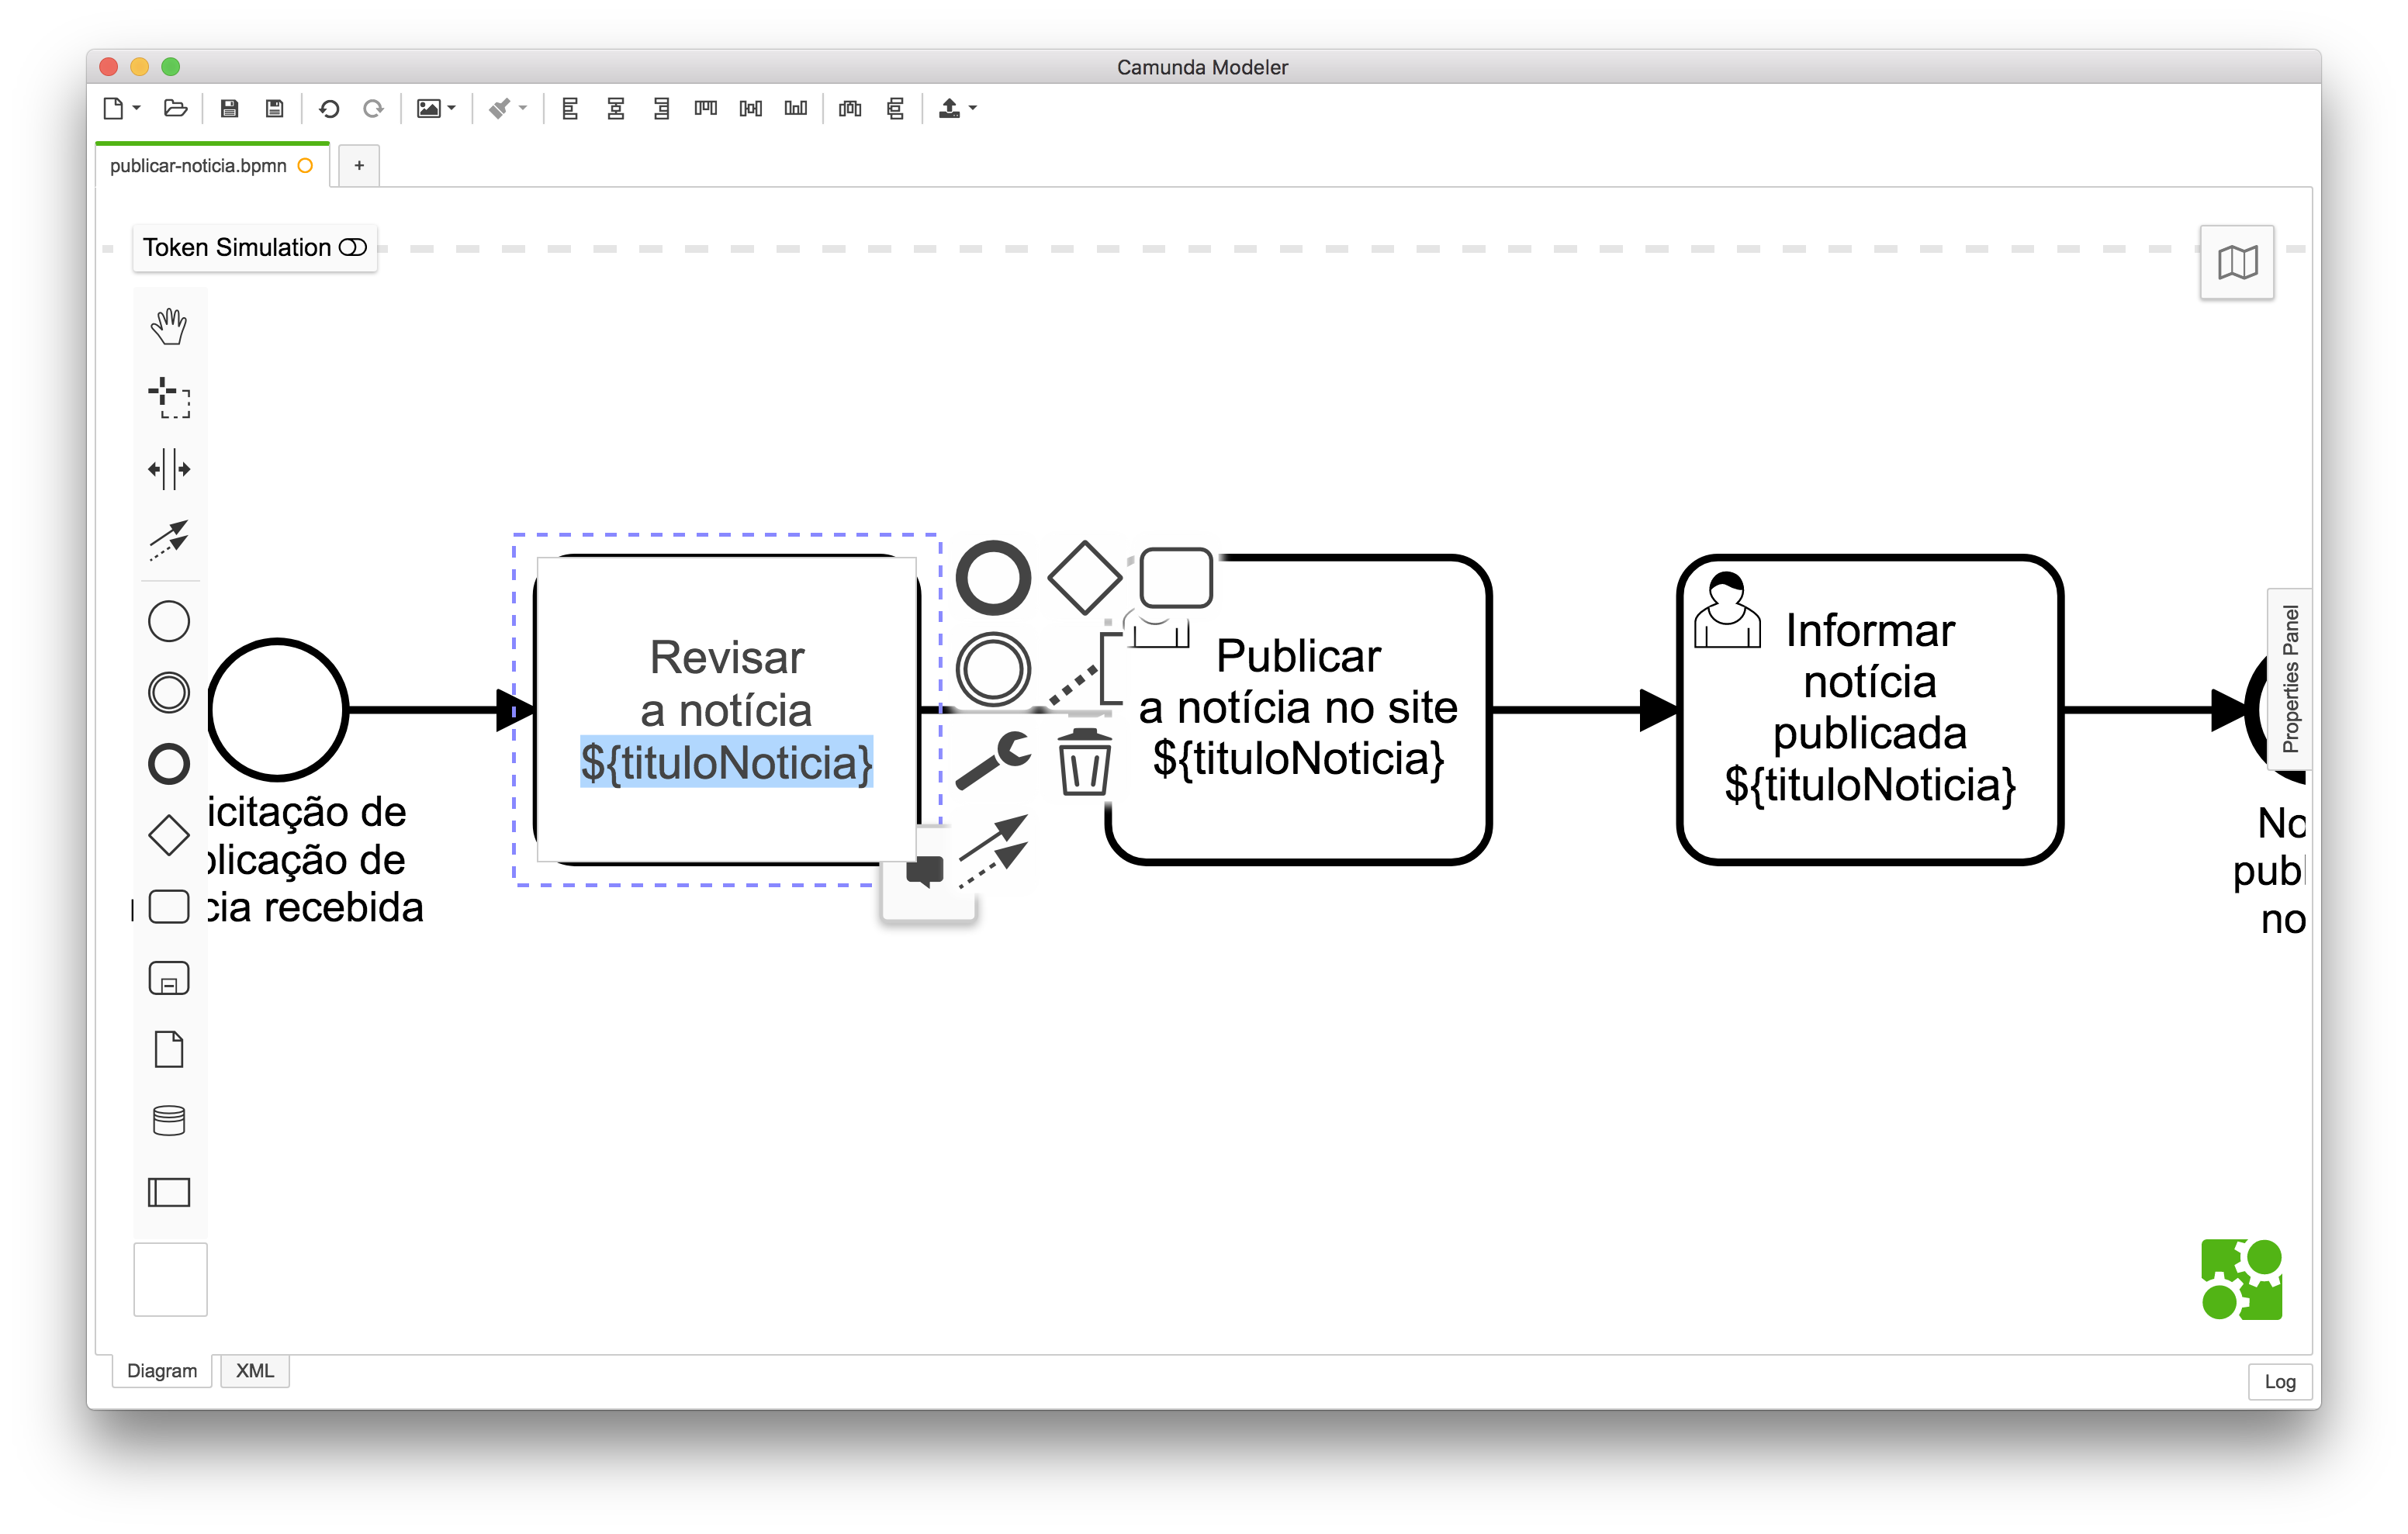 Camunda Modeler
publicar-noticia.bpmn
+
Token Simulation
icitação de
olicação de
cia recebida
Revisar
a notícia
${tituloNoticia}
Publicar
a notícia no site
${tituloNoticia}
Informar
notícia
publicada
${tituloNoticia}
Properties Panel
No
publ
no
Diagram
XML
Log